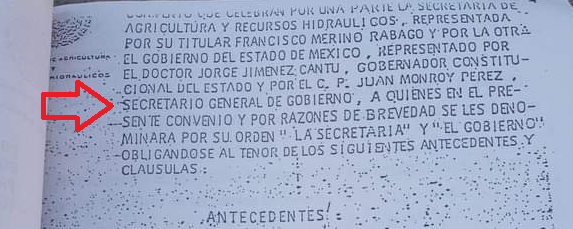 CONVENIO QUE CELEBRAN POR UNA PARTE LA SECRETARIA DE
AGRICULTURA Y RECURSOS HIDRAULICOS, REPRESENTADA
POR SU TITULAR FRANCISCO MERINO RABAGO Y POR LA OTRA
EL GOBIERNO DEL ESTADO DE MEXICO, REPRESENTADO POR
EL DOCTOR JORGE JIMENEZ CANTU, GOBERNADOR CONSTITU-
CIONAL DEL ESTADO Y POR EL C. P. JUAN MONROY PEREZ
SECRETARIO GENERAL DE GOBIERNO, A QUIENES EN EL PRE-
SENTE CONVENIO Y POR RAZONES DE BREVEDAD SE LES DENO-
MINARA POR SU ORDEN "LA SECRETARIA" Y "EL GOBIERNO"
OBLIGANDOSE AL TENOR DE LOS SIGUIENTES ANTECEDENTES Y
CLAUSULAS:
ANTECEDENTES:
DE AGRICULTURA
Y
HIDRAULICOS